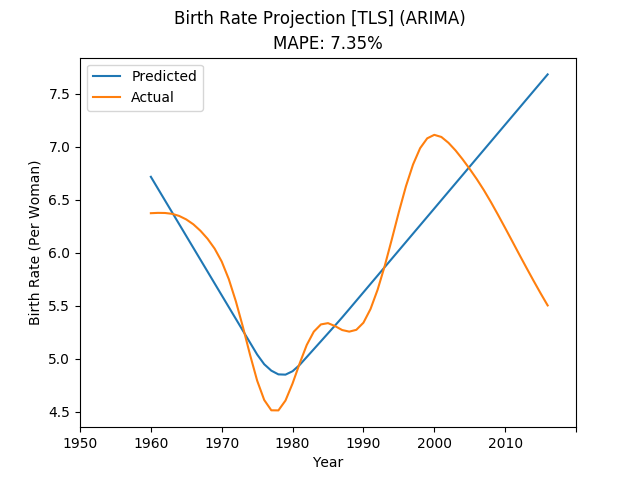 Birth Rate Projection [TLS] (ARIMA)
MAPE: 7.35%
Predicted
Actual
7.5
7.0
6.5
6.0
5.5
5.0
4.5
Birth Rate (Per Woman)
1950 1960 1970 1980 1990 2000 2010
Year